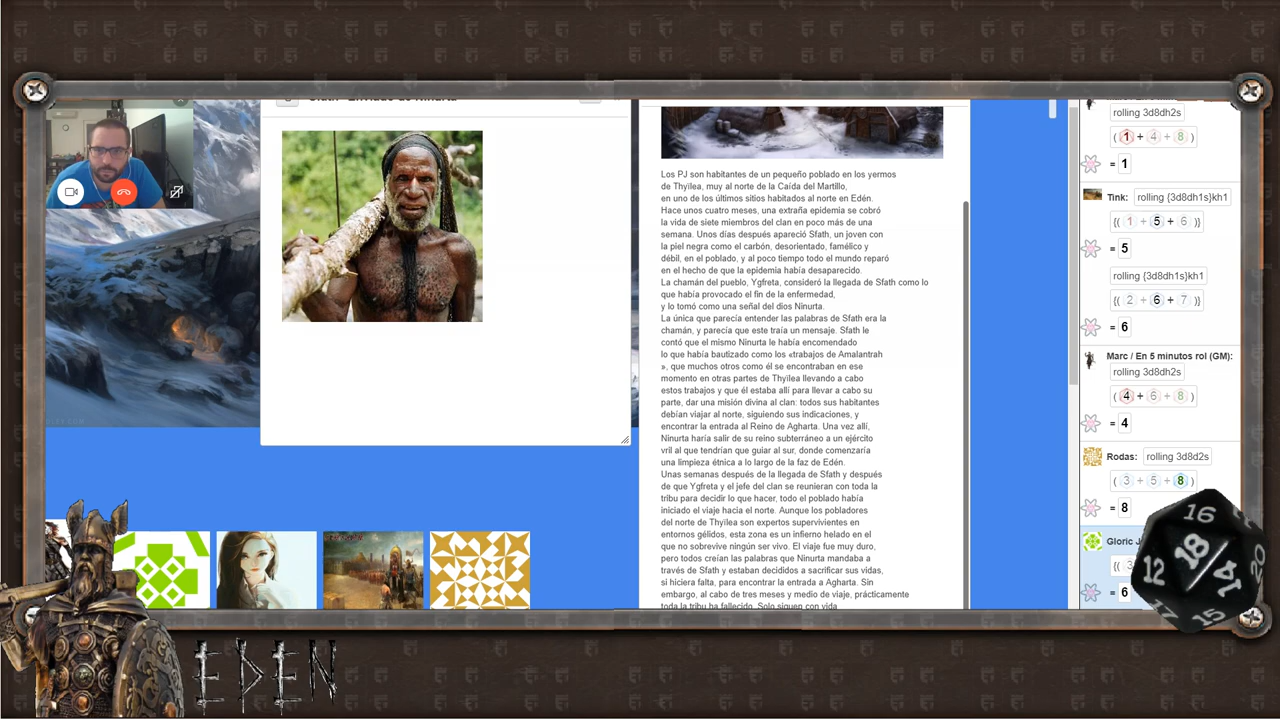 Los PJ son habitantes de un pequeño poblado en los yermos
de Thyïlea, muy al norte de la Caída del Martillo,
en uno de los últimos sitios habitados al norte en Edén.
Hace unos cuatro meses, una extraña epidemia se cobró
la vida de siete miembros del clan en poco más de una
semana. Unos días después apareció Sfath, un joven con
la piel negra como el carbón, desorientado, famélico y
débil, en el poblado, y al poco tiempo todo el mundo reparó
en el hecho de que la epidemia había desaparecido.
La chamán del pueblo, Ygfreta, consideró la llegada de Sfath como lo
que había provocado el fin de la enfermedad,
y lo tomó como una señal del dios Ninurta.
La única que parecía entender las palabras de Sfath era la
chamán, y parecía que este traía un mensaje. Sfath le
contó que el mismo Ninurta le había encomendado
lo que había bautizado como los «trabajos de Amalantrah
», que muchos otros como él se encontraban en ese
momento en otras partes de Thyïlea llevando a cabo
estos trabajos y que él estaba allí para llevar a cabo su
parte, dar una misión divina al clan: todos sus habitantes
debían viajar al norte, siguiendo sus indicaciones, y
encontrar la entrada al Reino de Agharta. Una vez allí,
Ninurta haría salir de su reino subterráneo a un ejército
vril al que tendrían que guiar al sur, donde comenzaría
una limpieza étnica a lo largo de la faz de Edén.
Unas semanas después de la llegada de Sfath y después
de que Ygfreta y el jefe del clan se reunieran con toda la
tribu para decidir lo que hacer, todo el poblado había
iniciado el viaje hacia el norte. Aunque los pobladores
del norte de Thyïlea son expertos supervivientes en
entornos gélidos, esta zona es un infierno helado en el
que no sobrevive ningún ser vivo. El viaje fue muy duro,
pero todos creían las palabras que Ninurta mandaba a
través de Sfath y estaban decididos a sacrificar sus vidas,
si hiciera falta, para encontrar la entrada a Agharta. Sin
embargo, al cabo de tres meses y medio de viaje, prácticamente
toda la tribu ha fallecido. Solo siguen con vida
rolling 3d8dh2s
( 1 + 4 + 8 )
= 1
Tink: rolling {3d8dh1s}kh1
{( 1 + 5 + 6 )}
= 5
rolling {3d8dh1s}kh1
{( 2 + 6 + 7 )}
= 6
Marc / En 5 minutos rol (GM):
rolling 3d8dh2s
( 4 + 6 + 8 )
= 4
Rodas: rolling 3d8d2s
( 3 + 5 + 8 )
= 8
Gloric J
{( 3
= 6
16
18
12
14
20
17
15
EDEN